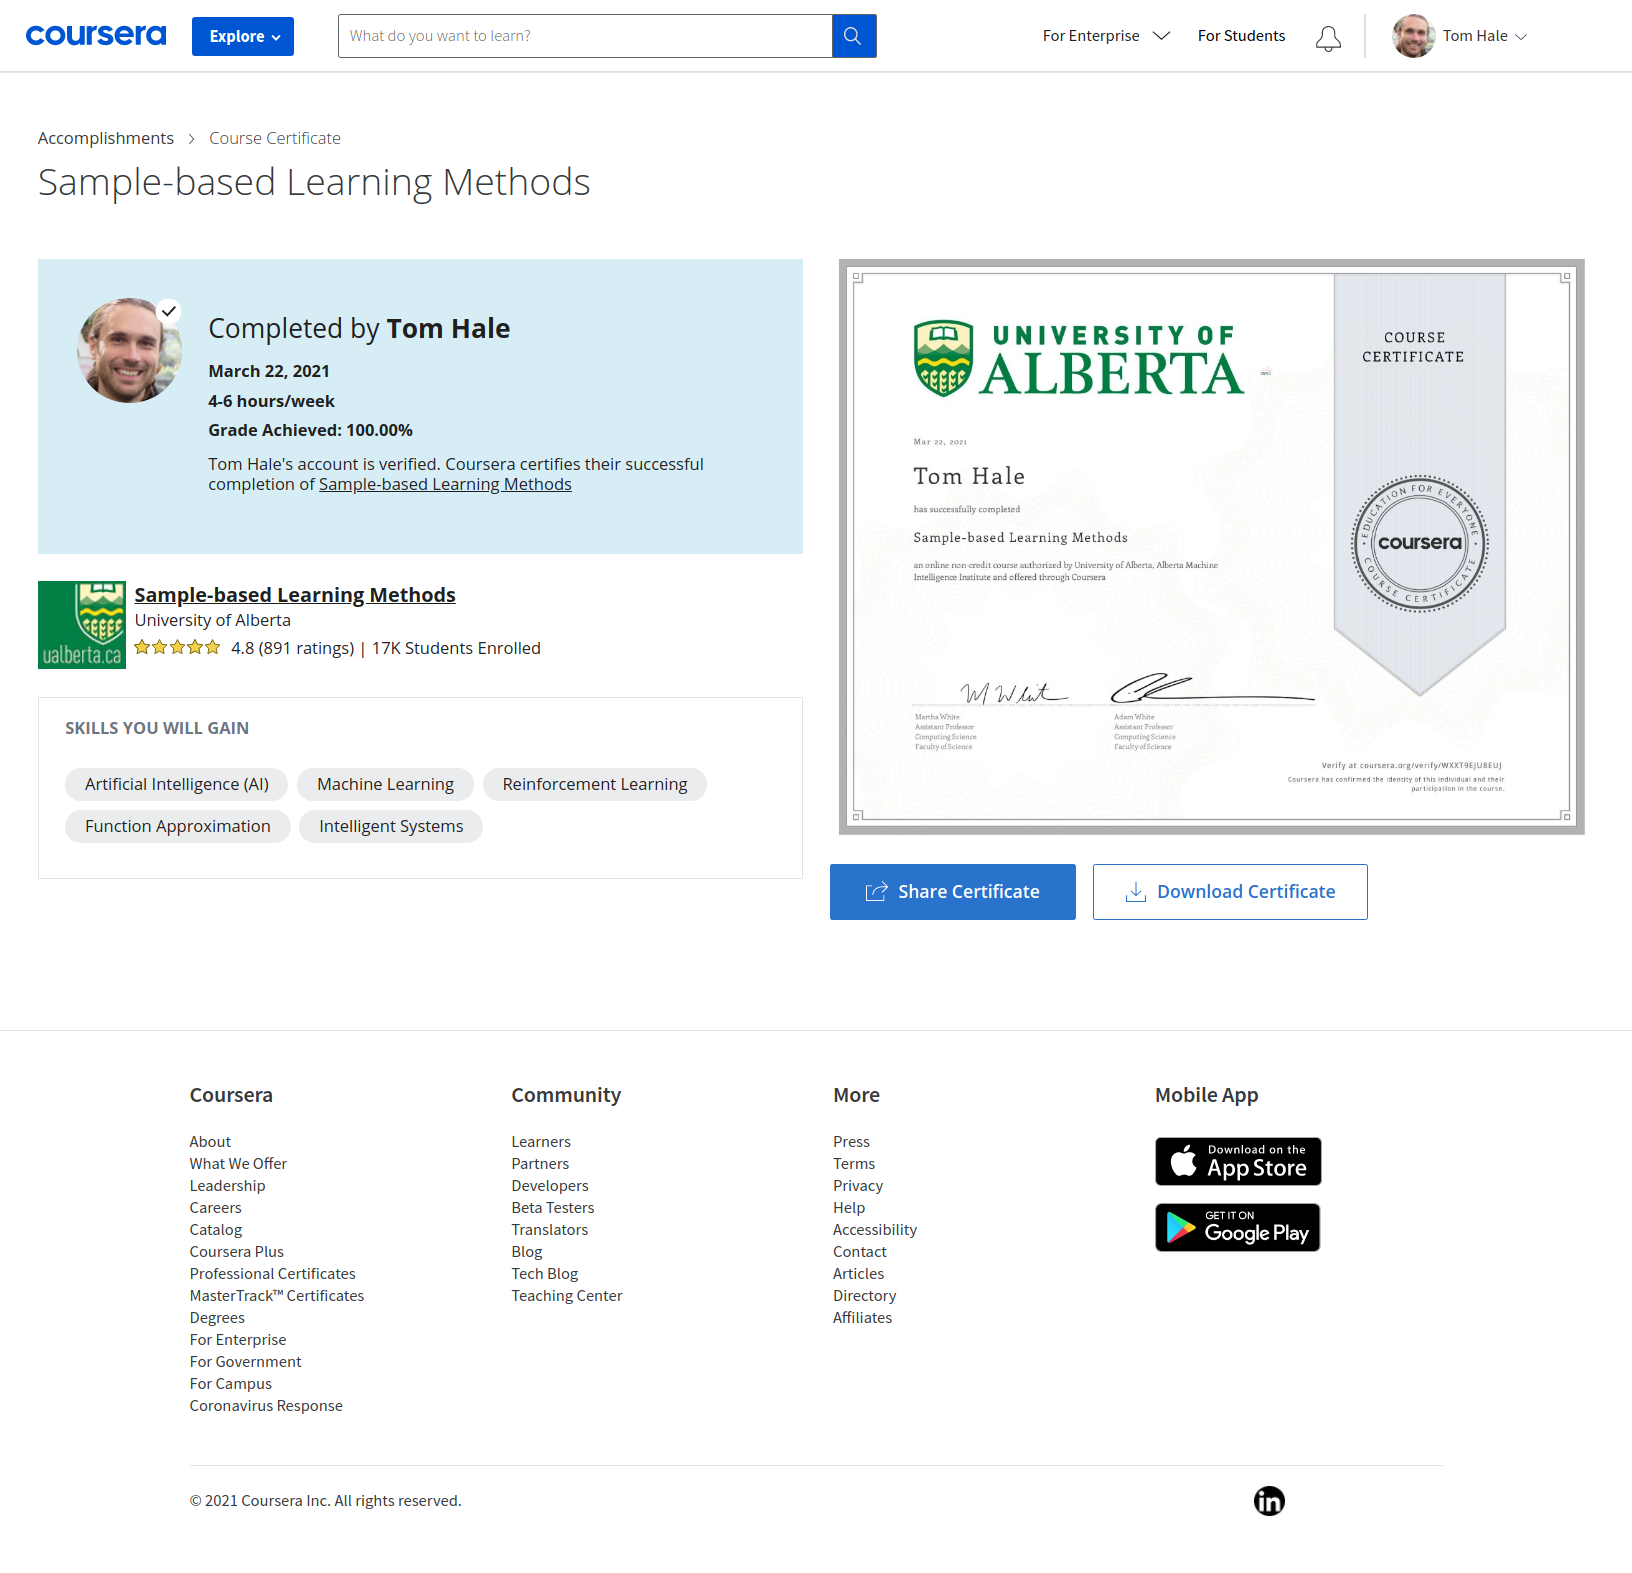 coursera
Explore
What do you want to learn?
For Enterprise
For Students
Tom Hale
Accomplishments
Course Certificate
Sample-based Learning Methods
Completed by Tom Hale
March 22, 2021
4-6 hours/week
Grade Achieved: 100.00%
Tom Hale's account is verified. Coursera certifies their successful
completion of Sample-based Learning Methods
ualberta.ca
Sample-based Learning Methods
University of Alberta
4.8 (891 ratings) | 17K Students Enrolled
SKILLS YOU WILL GAIN
Artificial Intelligence (AI)
Machine Learning
Reinforcement Learning
Function Approximation
Intelligent Systems
UNIVERSITY OF
ALBERTA
COURSE
CERTIFICATE
Mar 22, 2021
Tom Hale
has successfully completed
Sample-based Learning Methods
an online non-credit course authorized by University of Alberta, Alberta Machine
Intelligence Institute and offered through Coursera
EDUCATION FOR EVERYONE
coursera
COURSE CERTIFICATE
M White
Martha White
Assistant Professor
Computing Science
Faculty of Science
Adam White
Assistant Professor
Computing Science
Faculty of Science
Verify at coursera.org/verify/WXXT9EJU8EUJ
Coursera has confirmed the identity of this individual and their
participation in the course.
Share Certificate
Download Certificate
Coursera
About
What We Offer
Leadership
Careers
Catalog
Coursera Plus
Professional Certificates
MasterTrack™ Certificates
Degrees
For Enterprise
For Government
For Campus
Coronavirus Response
Community
Learners
Partners
Developers
Beta Testers
Translators
Blog
Tech Blog
Teaching Center
More
Press
Terms
Privacy
Help
Accessibility
Contact
Articles
Directory
Affiliates
Mobile App
Download on the
App Store
GET IT ON
Google Play
© 2021 Coursera Inc. All rights reserved.
in